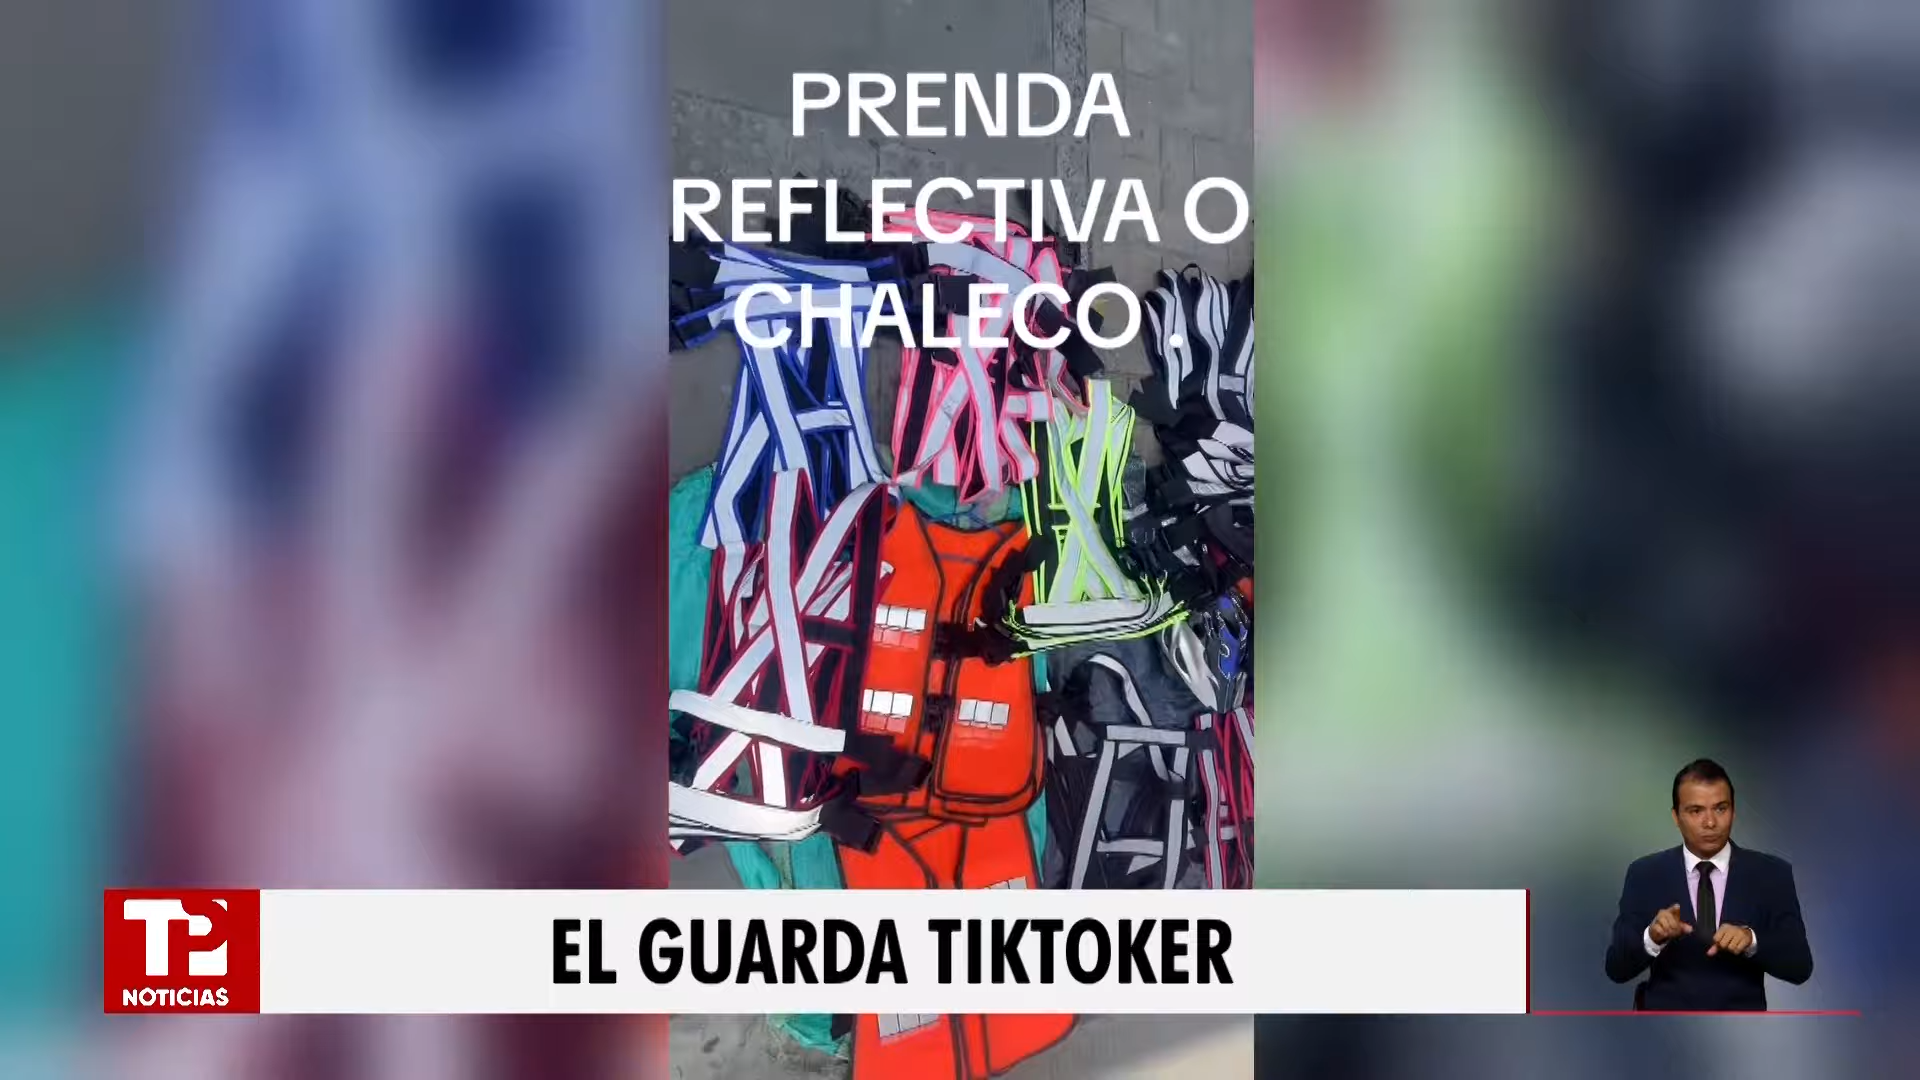 PRENDA
REFLECTIVA O
CHALECO .
EL GUARDA TIKTOKER
TP
NOTICIAS